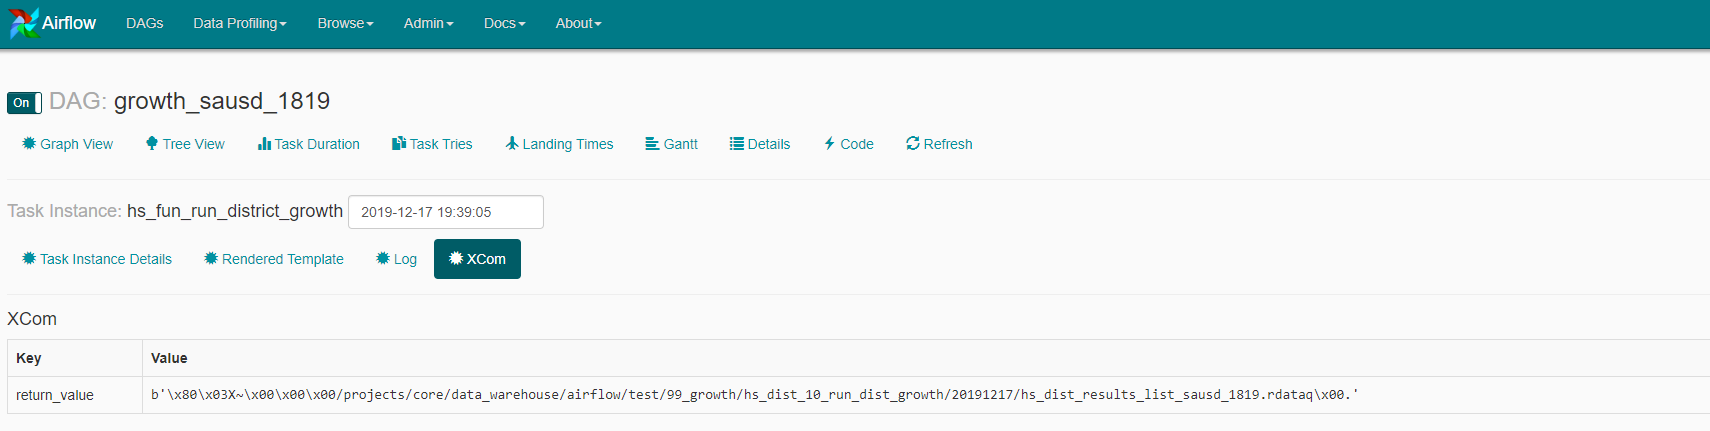 Airflow DAGs Data Profiling Browse Admin Docs About
On DAG: growth_sausd_1819
Graph View Tree View Task Duration Task Tries Landing Times Gantt Details Code Refresh
Task Instance: hs_fun_run_district_growth 2019-12-17 19:39:05
Task Instance Details Rendered Template Log XCom
XCom
Key Value
return_value b'\x80\x03X~\x00\x00\x00/projects/core/data_warehouse/airflow/test/99_growth/hs_dist_10_run_dist_growth/20191217/hs_dist_results_list_sausd_1819.rdataq\x00.'